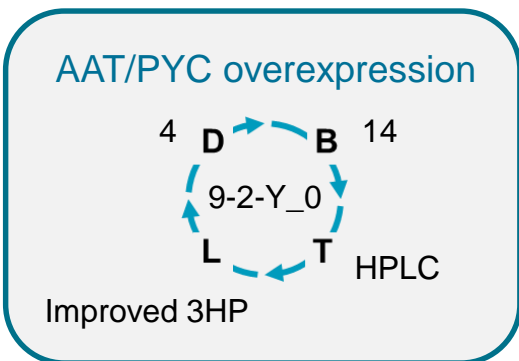 AAT/PYC overexpression
4 D B 14
9-2-Y_0
L T HPLC
Improved 3HP